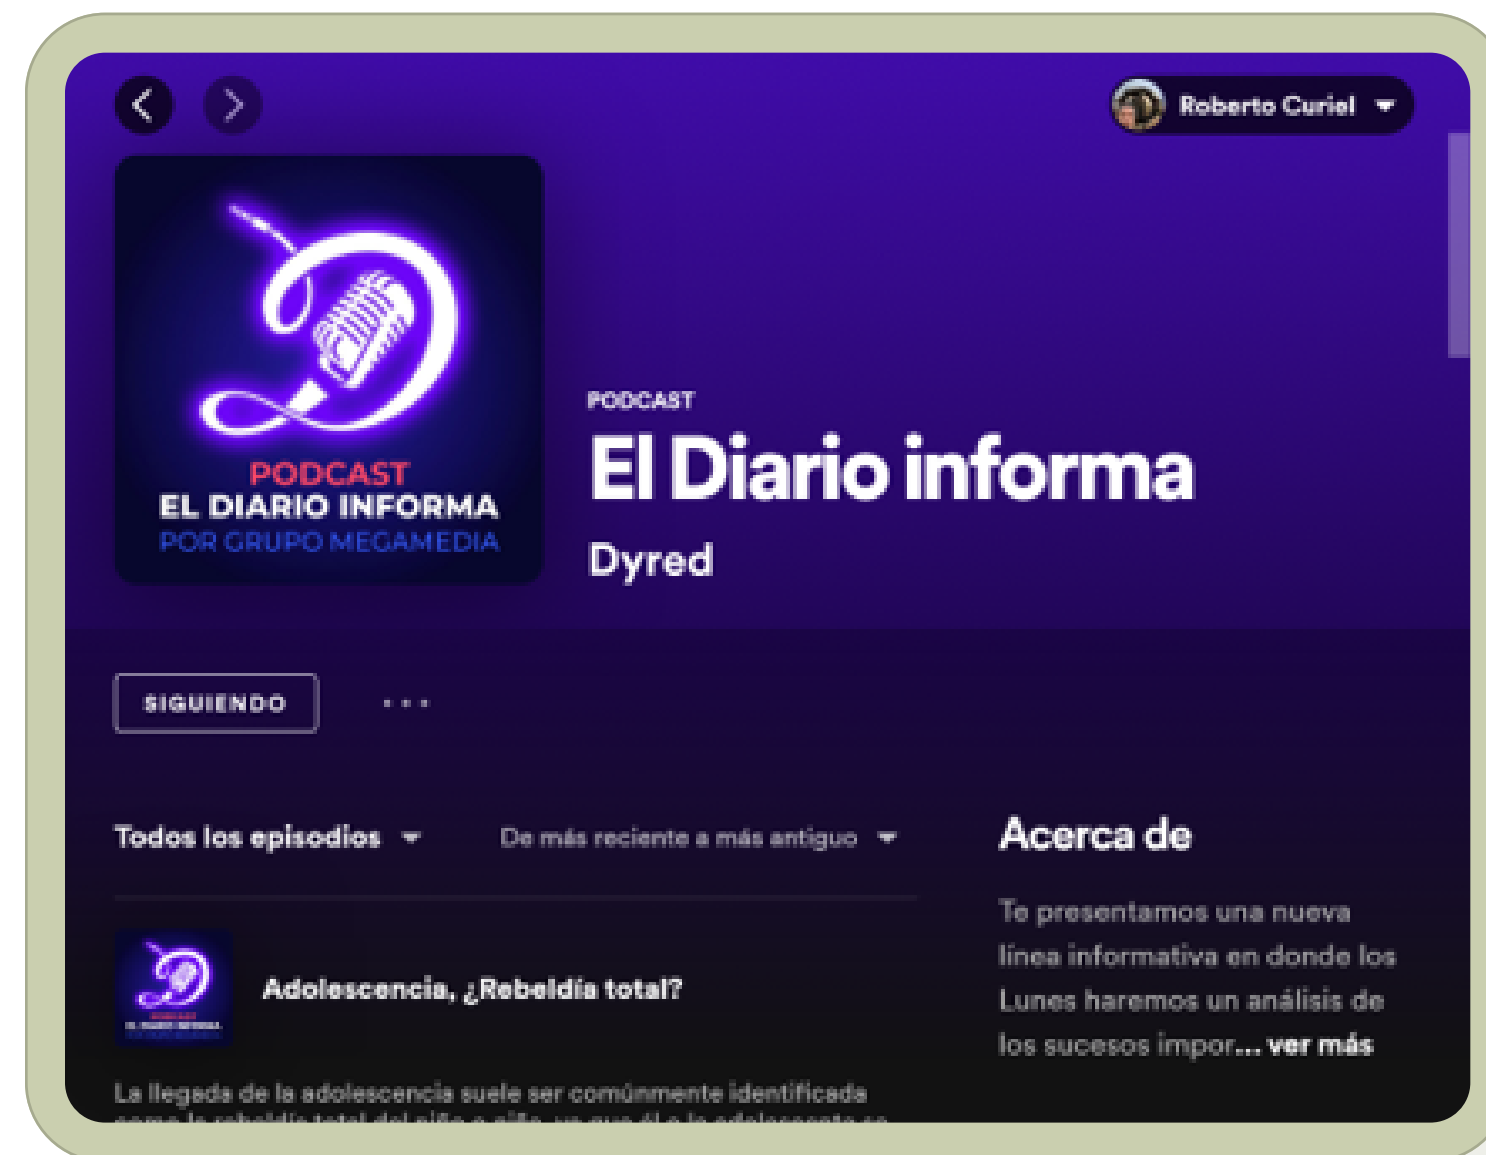 Roberto Curiel
PODCAST
EL DIARIO INFORMA
POR GRUPO MEGAMEDIA
PODCAST
El Diario informa
Dyred
SIGUIENDO
Todos los episodios
De más reciente a más antiguo
Adolescencia, ¿Rebeldía total?
La llegada de la adolescencia suele ser comúnmente identificada
Acerca de
Te presentamos una nueva
línea informativa en donde los
Lunes haremos un análisis de
los sucesos impor... ver más